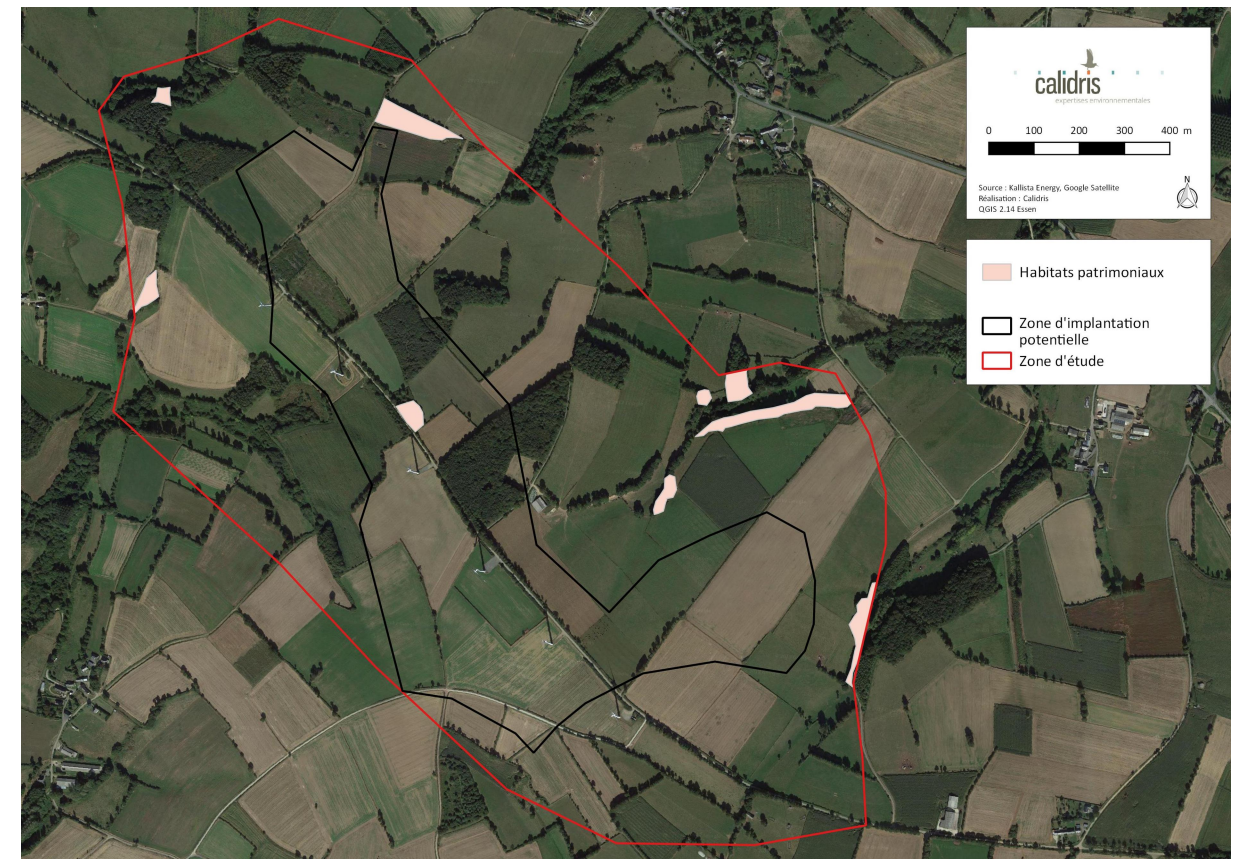 calidris
expertises environnementales
0 100 200 300 400 m
Source : Kallista Energy, Google Satellite
Réalisation : Calidris
QGIS 2.14 Essen
N
Habitats patrimoniaux
Zone d'implantation
potentielle
Zone d'étude